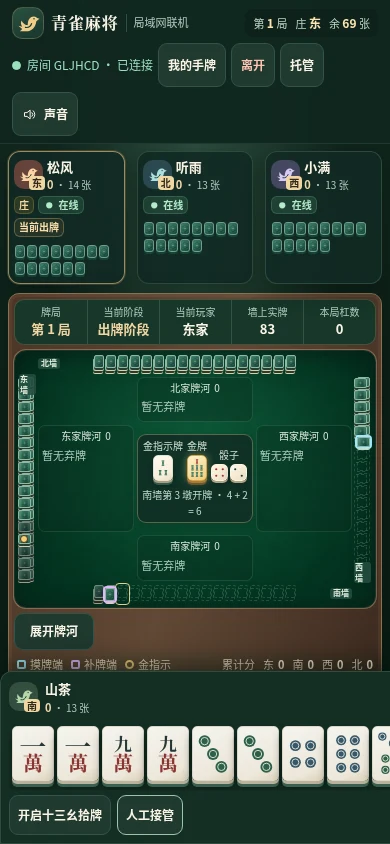 青雀麻将 局域网联机 第1局 庄东 余69张
房间 GLJHCD · 已连接 我的手牌 离开 托管
声音
松风
东 0 · 14 张
庄 在线
当前出牌
听雨
北 0 · 13 张
在线
小满
西 0 · 13 张
在线
牌局 当前阶段 当前玩家 墙上实牌 本局杠数
第 1 局 出牌阶段 东家 83 0
北墙
东墙
北家牌河 0
暂无弃牌
东家牌河 0
暂无弃牌
金指示牌 金牌 骰子
南墙第 3 墩开牌 · 4 + 2
= 6
西家牌河 0
暂无弃牌
南家牌河 0
暂无弃牌
西墙
南墙
展开牌河
摸牌端 补牌端 金指示 累计分 东 0 南 0 西 0 北 0
山茶
南 0 · 13 张
一萬 一萬 九萬 九萬
开启十三幺拾牌 人工接管